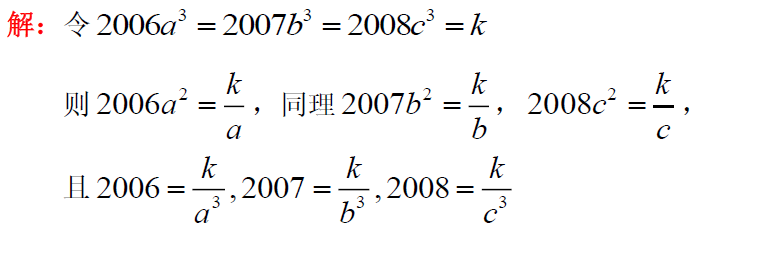 解：令 2006a³ = 2007b³ = 2008c³ = k
则 2006a² = k/a，同理 2007b² = k/b，2008c² = k/c，
且 2006 = k/a³, 2007 = k/b³, 2008 = k/c³